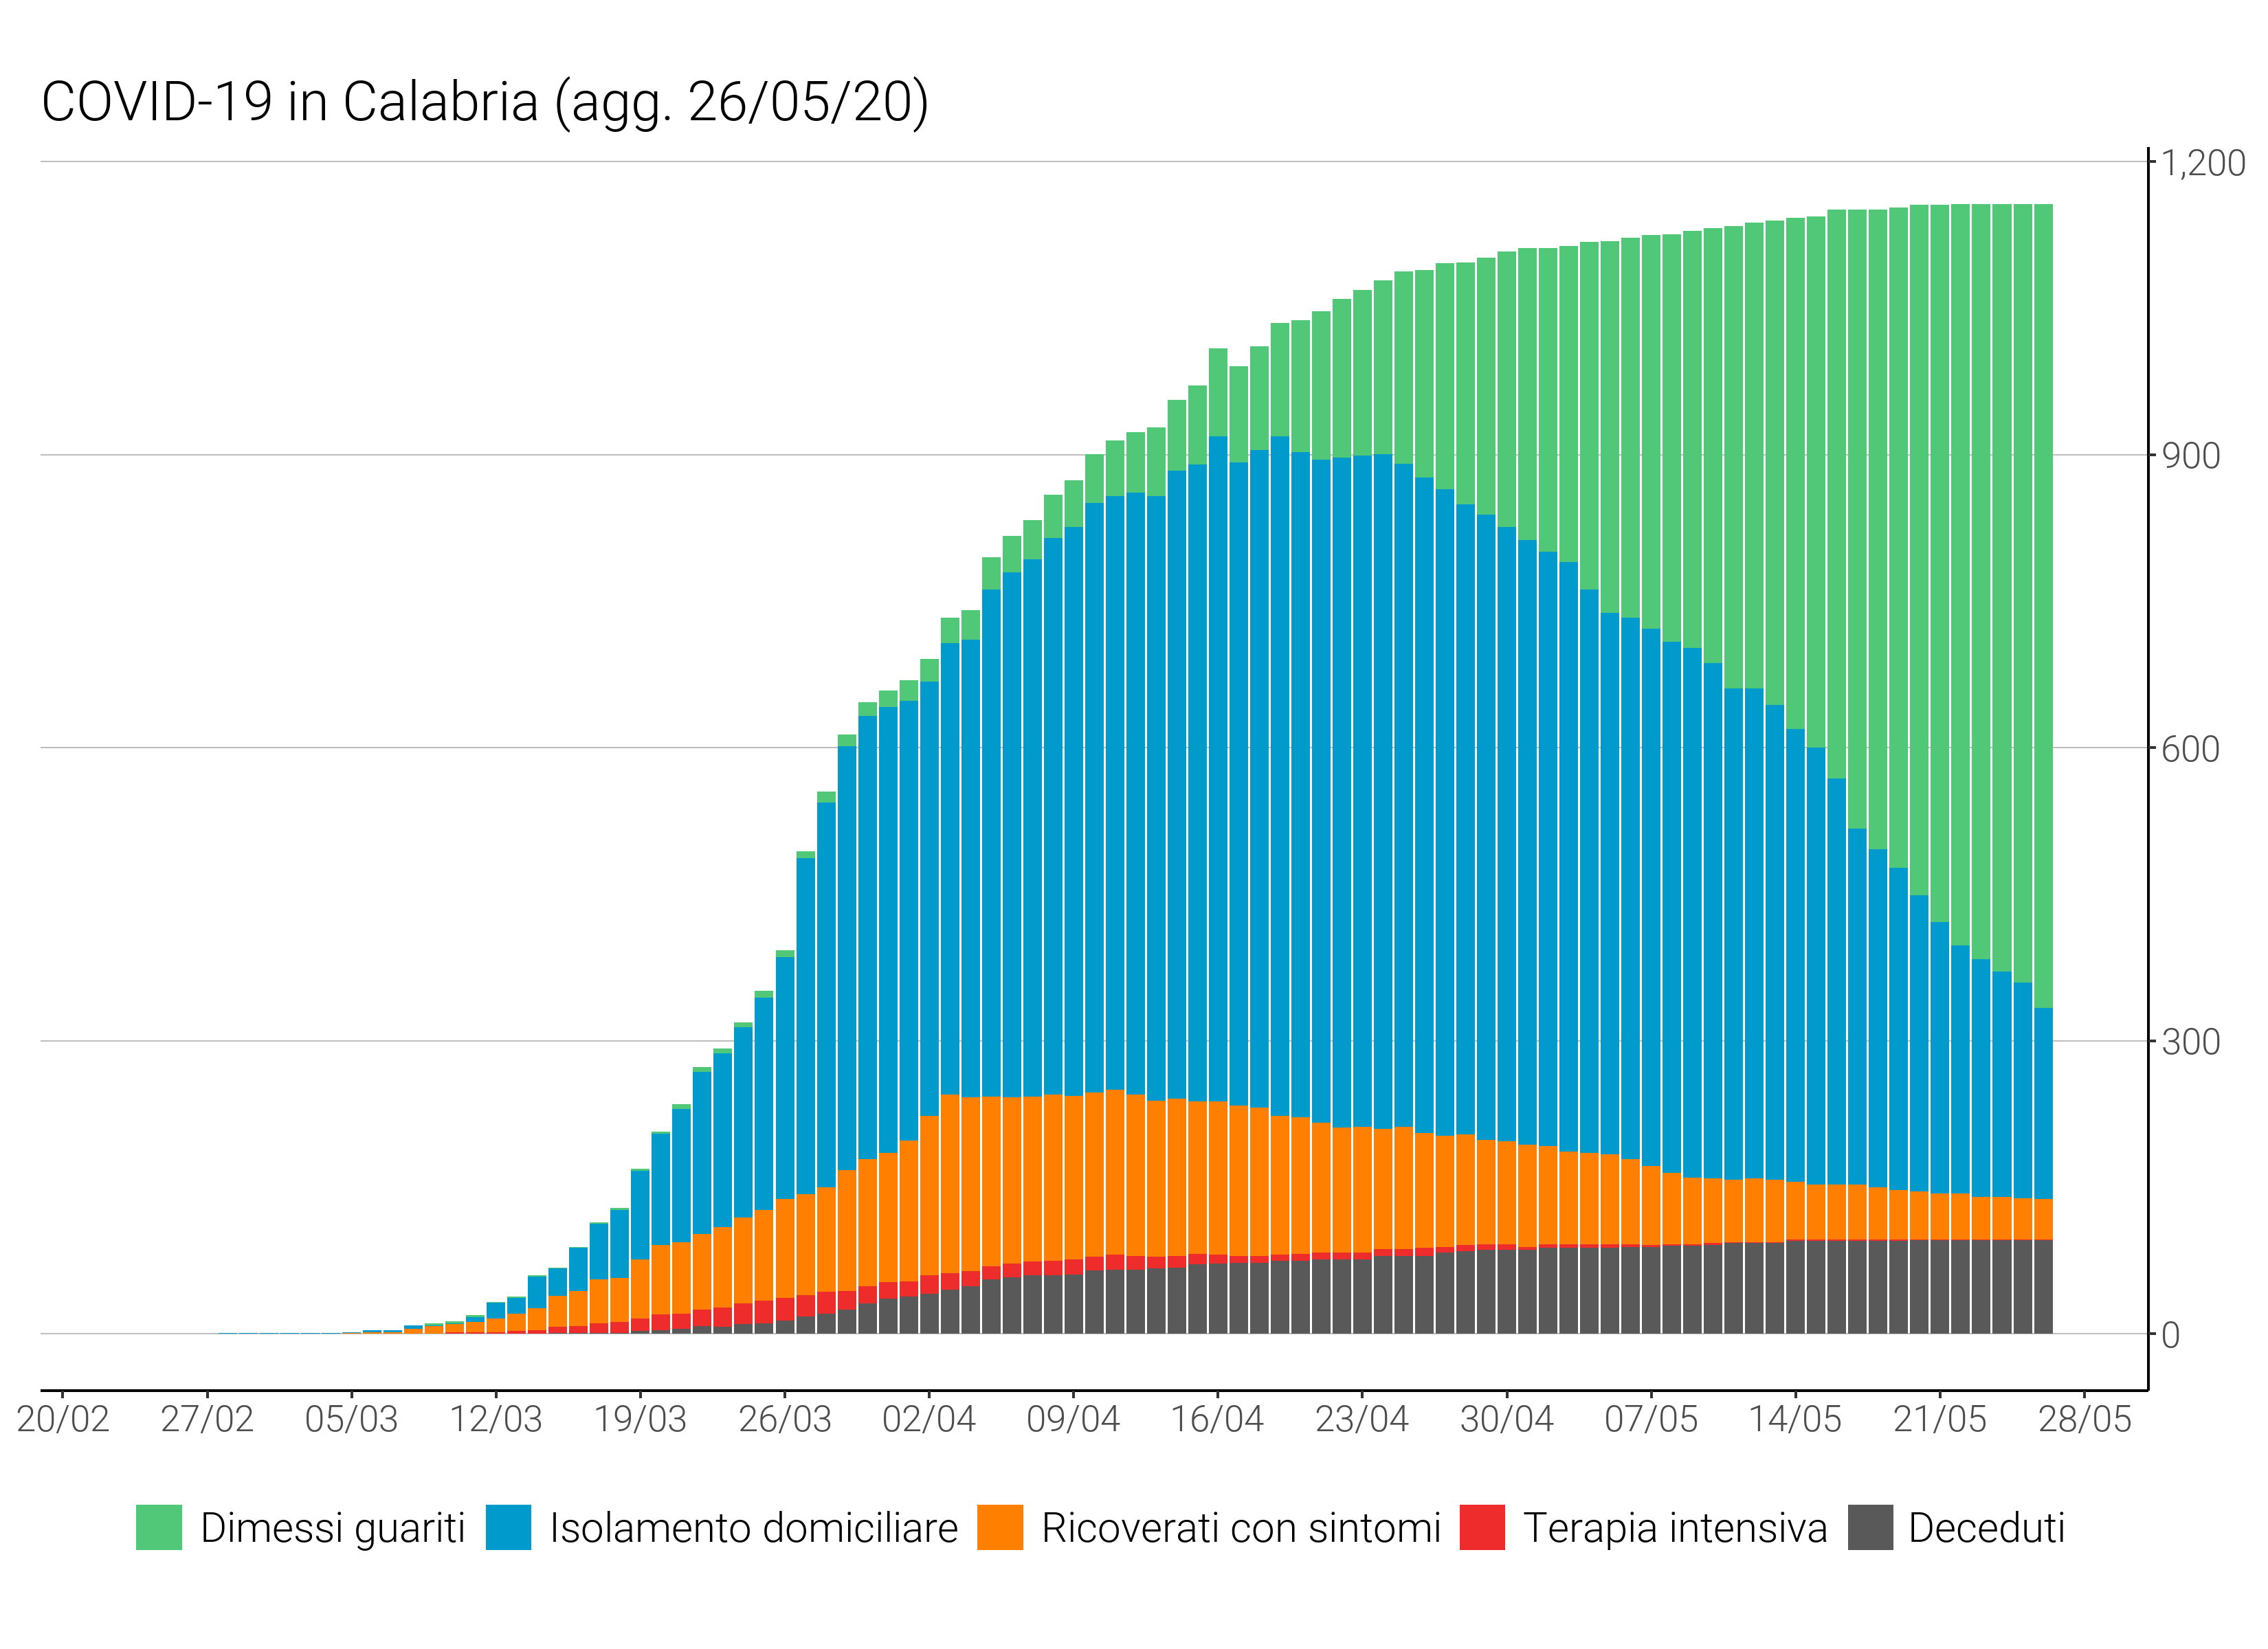 COVID-19 in Calabria (agg. 26/05/20)
1,200
900
600
300
0
20/02 27/02 05/03 12/03 19/03 26/03 02/04 09/04 16/04 23/04 30/04 07/05 14/05 21/05 28/05
Dimessi guariti Isolamento domiciliare Ricoverati con sintomi Terapia intensiva Deceduti